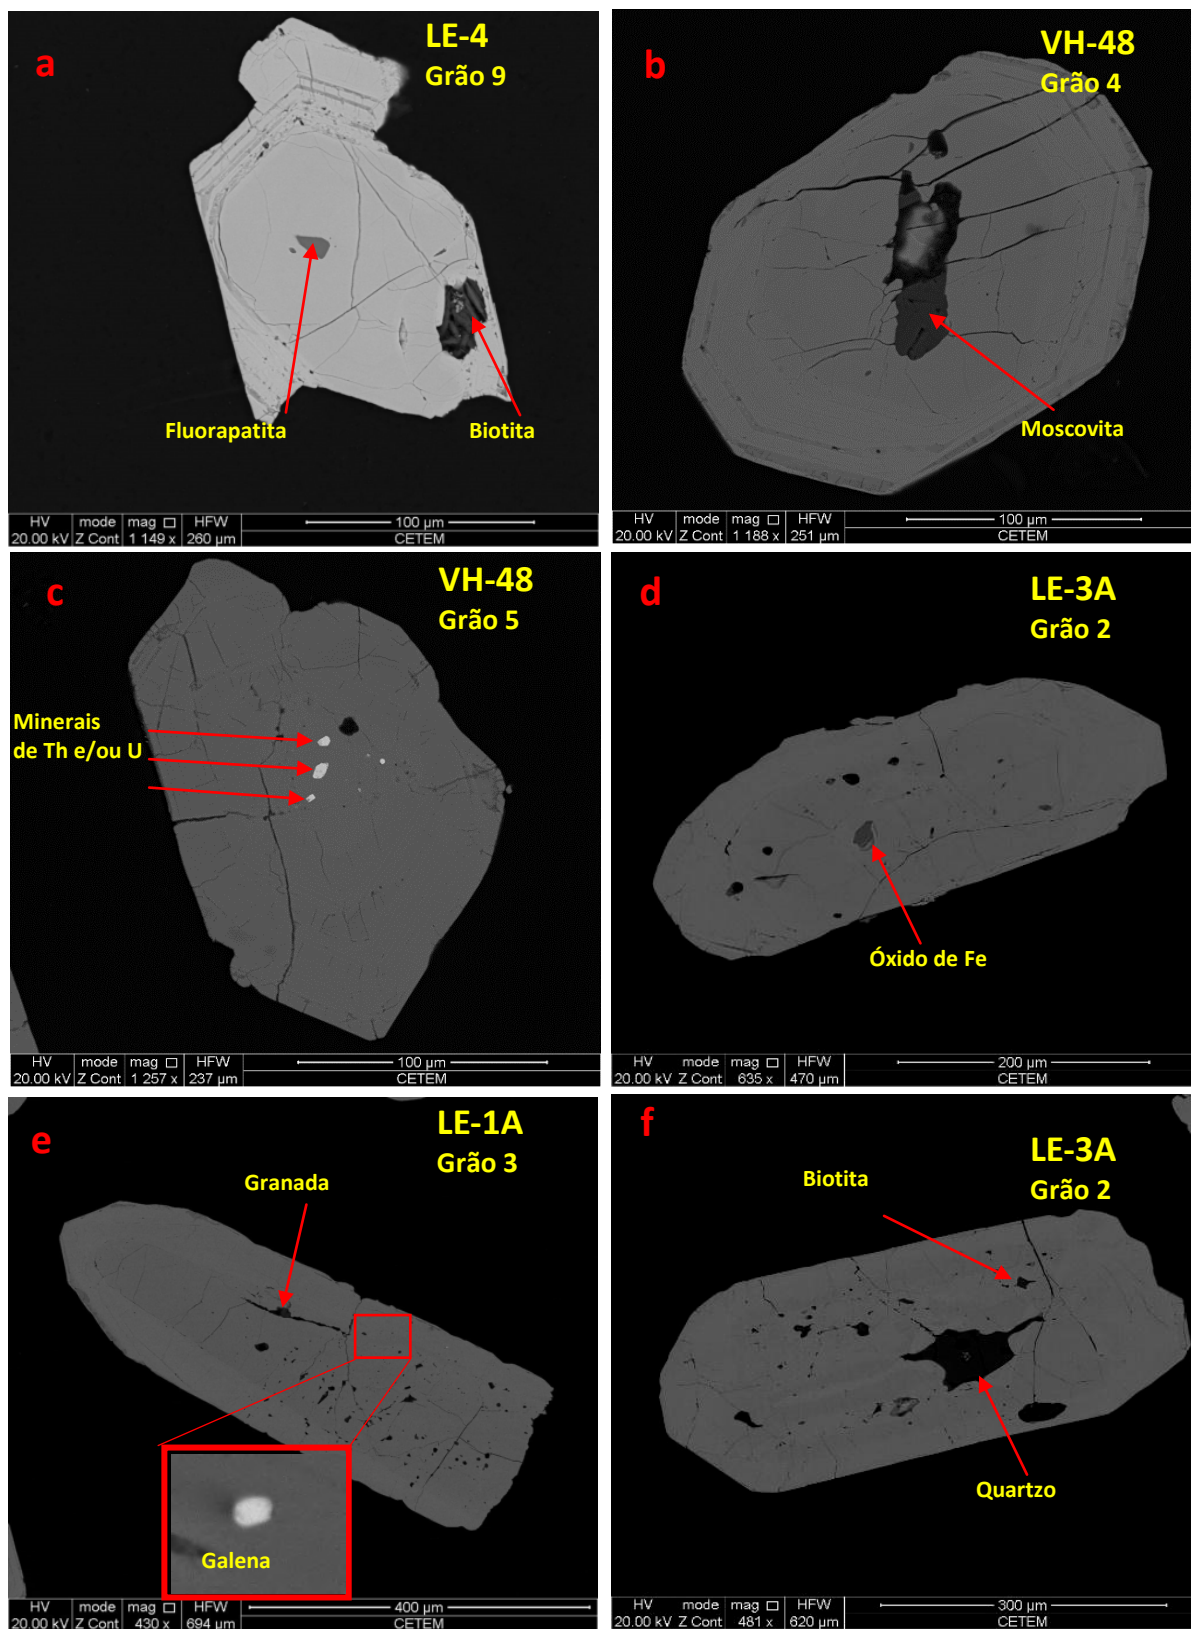 a
LE-4
Grão 9
Fluorapatita
Biotita
HV mode mag HFW 100 µm
20.00 kV Z Cont 1 149 x 260 µm CETEM
b
VH-48
Grão 4
Moscovita
HV mode mag HFW 100 µm
20.00 kV Z Cont 1 188 x 251 µm CETEM
c
VH-48
Grão 5
Minerais
de Th e/ou U
HV mode mag HFW 100 µm
20.00 kV Z Cont 1 257 x 237 µm CETEM
d
LE-3A
Grão 2
Óxido de Fe
HV mode mag HFW 200 µm
20.00 kV Z Cont 635 x 470 µm CETEM
e
LE-1A
Grão 3
Granada
Galena
HV mode mag HFW 400 µm
20.00 kV Z Cont 430 x 694 µm CETEM
f
LE-3A
Grão 2
Biotita
Quartzo
HV mode mag HFW 300 µm
20.00 kV Z Cont 481 x 620 µm CETEM